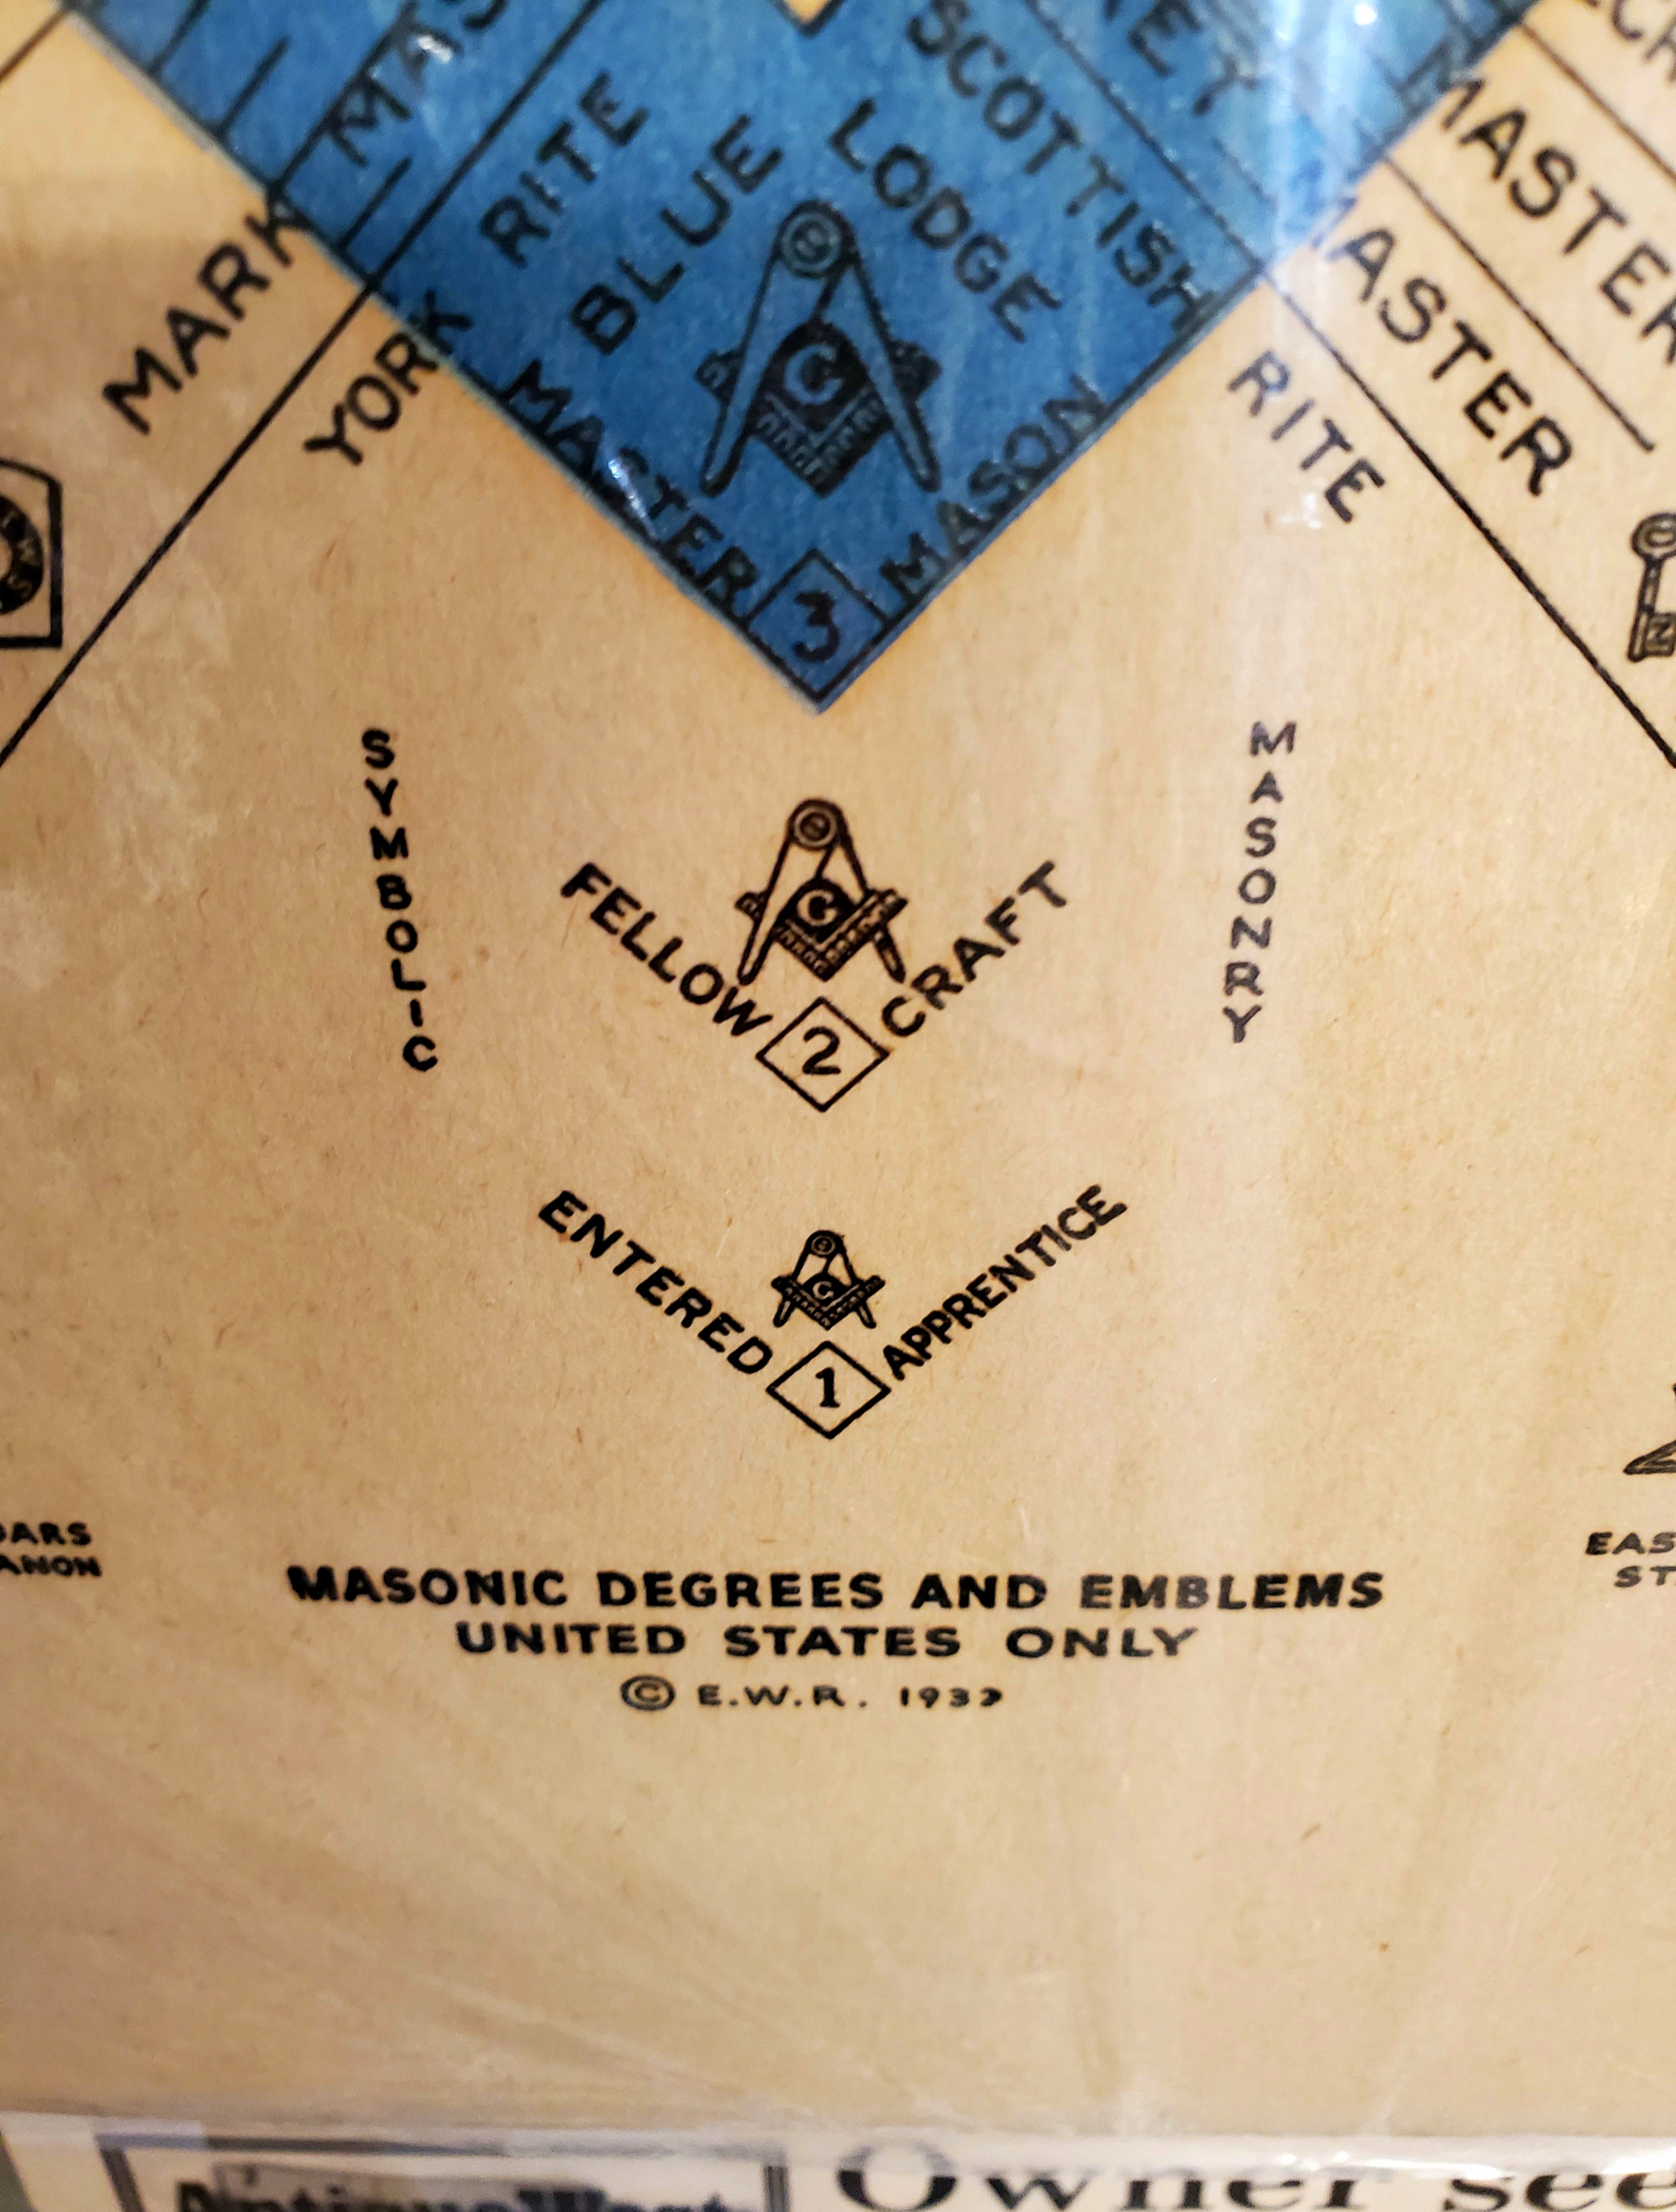 SCOTTISH RITE
YORK RITE
BLUE LODGE
MARK
MASTER
MASTER
G
MASTER 3 MASON
SYMBOLIC MASONRY
G
FELLOW 2 CRAFT
G
ENTERED 1 APPRENTICE
MASONIC DEGREES AND EMBLEMS
UNITED STATES ONLY
© E.W.R.
Owner